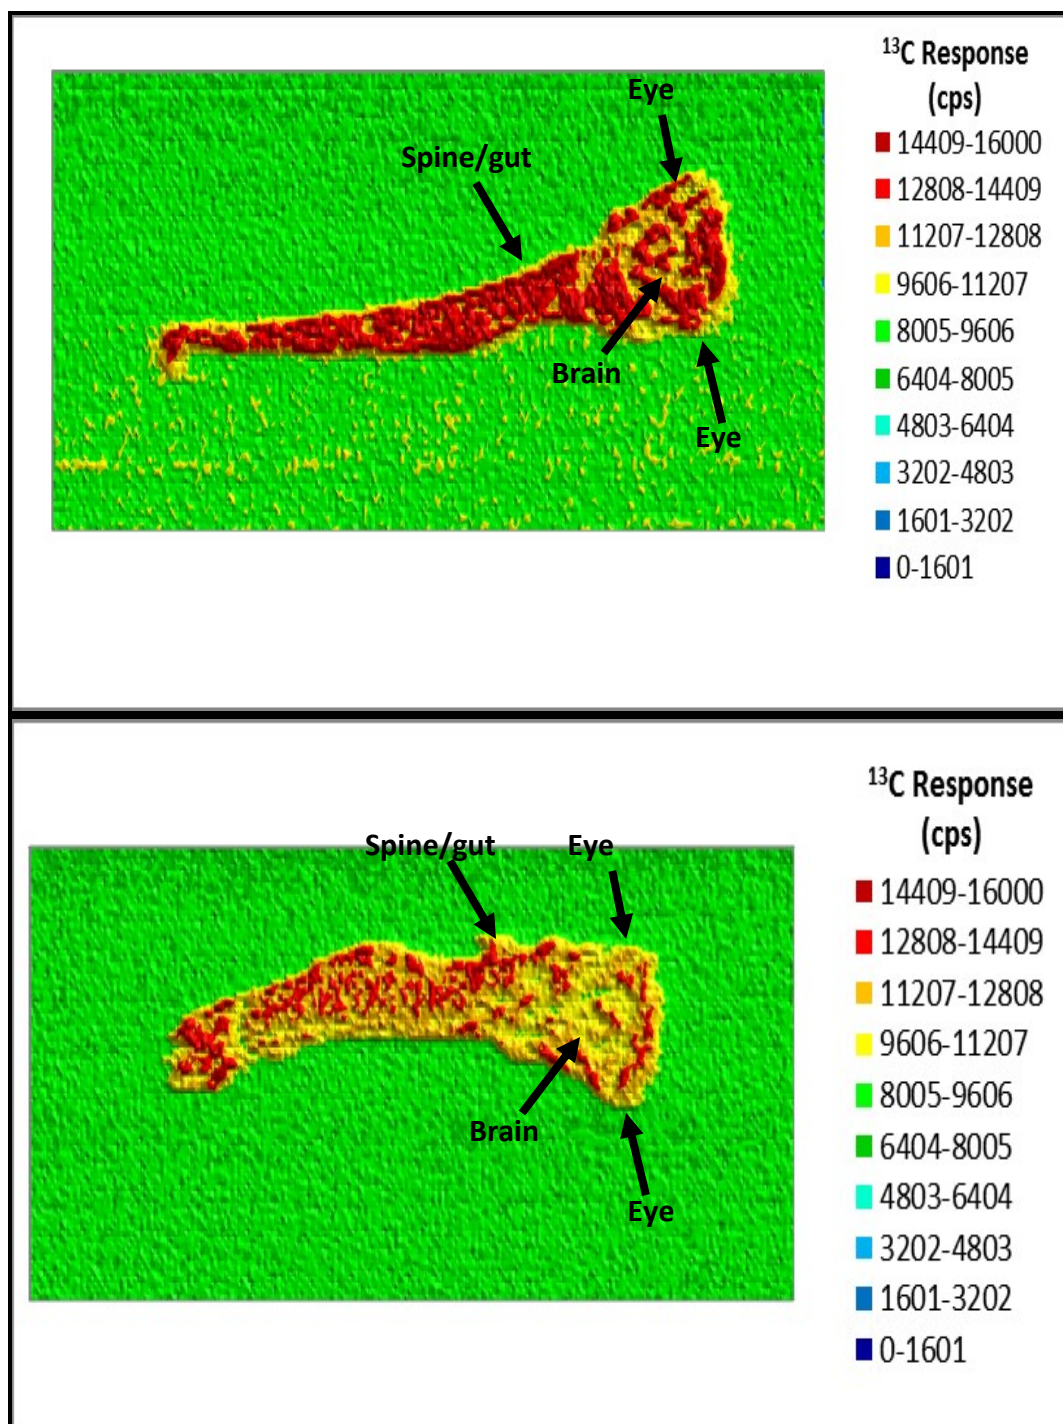 ¹³C Response
(cps)
14409-16000
12808-14409
11207-12808
9606-11207
8005-9606
6404-8005
4803-6404
3202-4803
1601-3202
0-1601
Eye
Spine/gut
Brain
Eye
¹³C Response
(cps)
14409-16000
12808-14409
11207-12808
9606-11207
8005-9606
6404-8005
4803-6404
3202-4803
1601-3202
0-1601
Spine/gut
Eye
Brain
Eye